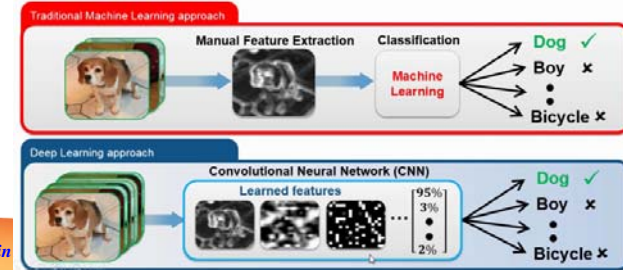 Traditional Machine Learning approach
Manual Feature Extraction
Classification
Machine
Learning
Dog ✓
Boy ✗
Bicycle ✗
Deep Learning approach
Convolutional Neural Network (CNN)
Learned features
95%
3%
2%
Dog ✓
Boy ✗
Bicycle ✗
in